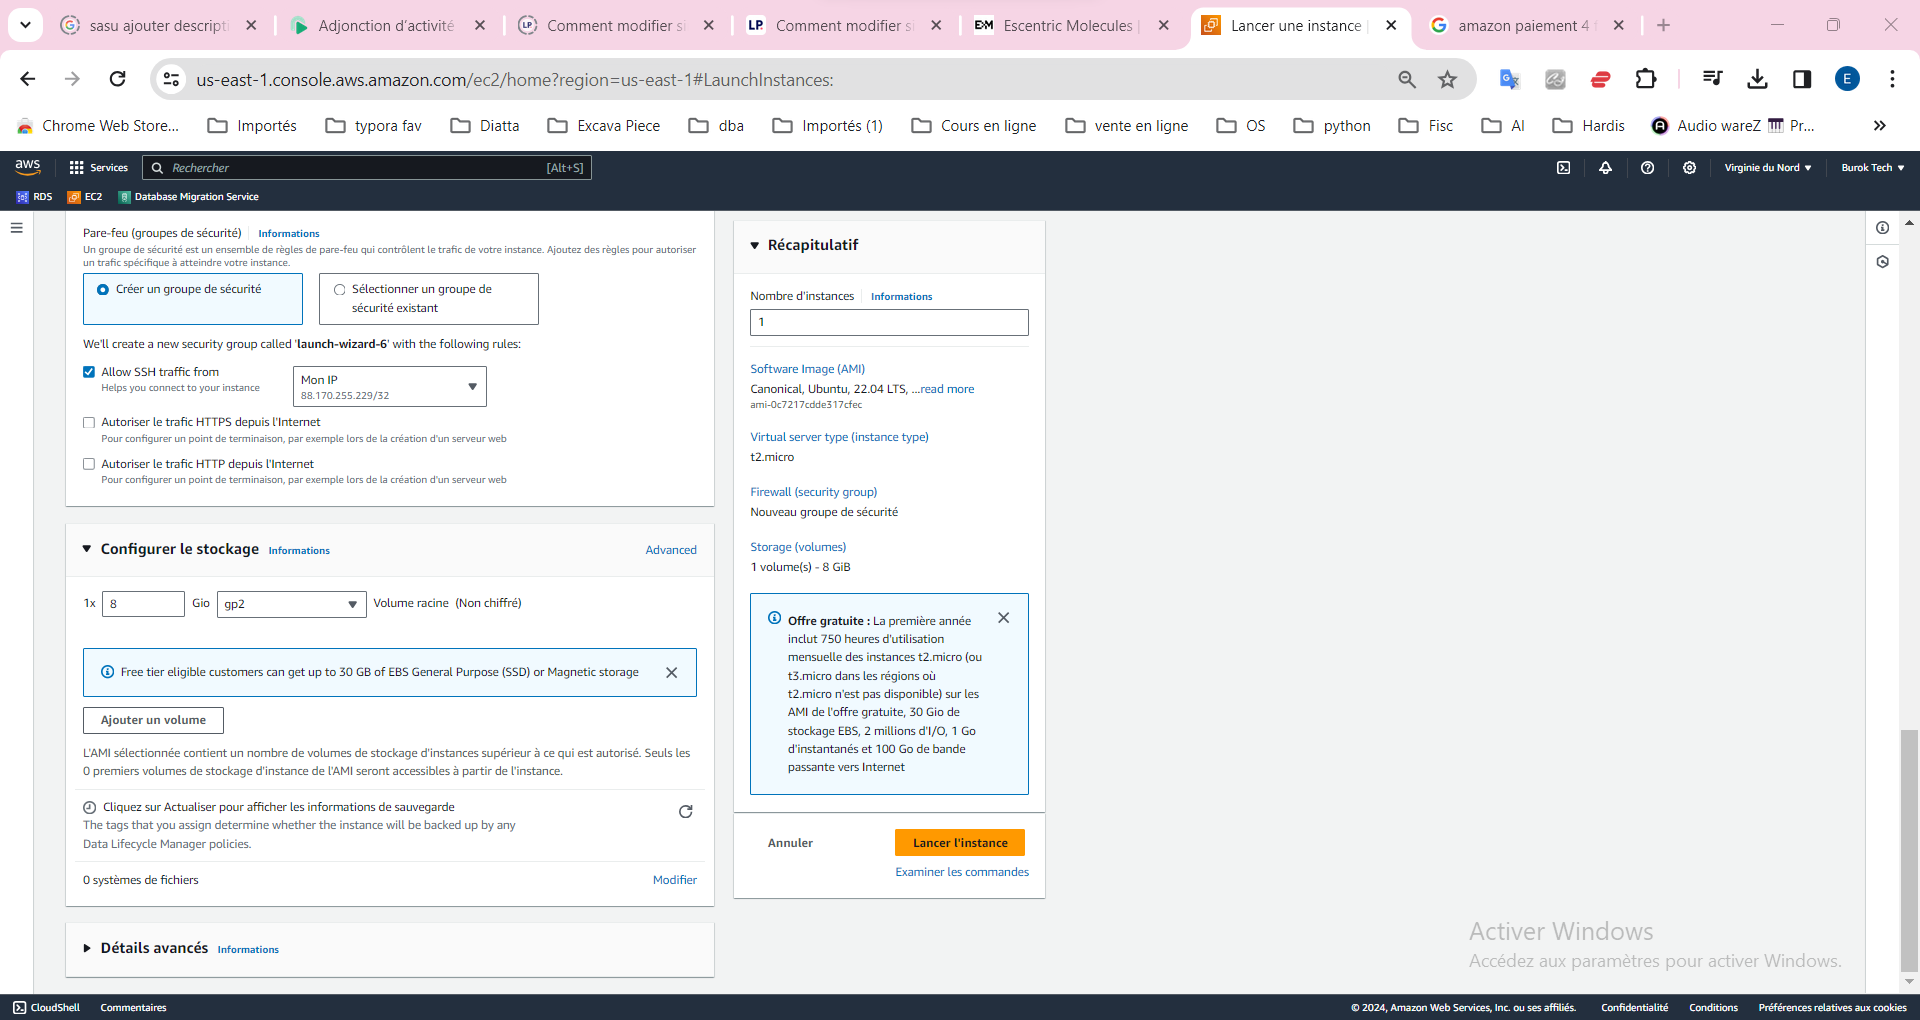 sasu ajouter descripti
Adjonction d'activité
Comment modifier si
Comment modifier si
Escentric Molecules |
Lancer une instance |
amazon paiement 4 f
us-east-1.console.aws.amazon.com/ec2/home?region=us-east-1#LaunchInstances:
E
Chrome Web Store...
Importés
typora fav
Diatta
Excava Piece
dba
Importés (1)
Cours en ligne
vente en ligne
OS
python
Fisc
AI
Hardis
Audio wareZ
Pr...
aws
Services
Rechercher
[Alt+S]
Virginie du Nord
Burok Tech
RDS
EC2
Database Migration Service
Pare-feu (groupes de sécurité)
Informations
Un groupe de sécurité est un ensemble de règles de pare-feu qui contrôlent le trafic de votre instance. Ajoutez des règles pour autoriser
un trafic spécifique à atteindre votre instance.
Créer un groupe de sécurité
Sélectionner un groupe de
sécurité existant
We'll create a new security group called 'launch-wizard-6' with the following rules:
Allow SSH traffic from
Helps you connect to your instance
Mon IP
88.170.255.229/32
Autoriser le trafic HTTPS depuis l'Internet
Pour configurer un point de terminaison, par exemple lors de la création d'un serveur web
Autoriser le trafic HTTP depuis l'Internet
Pour configurer un point de terminaison, par exemple lors de la création d'un serveur web
Configurer le stockage
Informations
Advanced
1x
8
Gio
gp2
Volume racine (Non chiffré)
Free tier eligible customers can get up to 30 GB of EBS General Purpose (SSD) or Magnetic storage
Ajouter un volume
L'AMI sélectionnée contient un nombre de volumes de stockage d'instances supérieur à ce qui est autorisé. Seuls les
0 premiers volumes de stockage d'instance de l'AMI seront accessibles à partir de l'instance.
Cliquez sur Actualiser pour afficher les informations de sauvegarde
The tags that you assign determine whether the instance will be backed up by any
Data Lifecycle Manager policies.
0 systèmes de fichiers
Modifier
Détails avancés
Informations
Récapitulatif
Nombre d'instances
Informations
1
Software Image (AMI)
Canonical, Ubuntu, 22.04 LTS, ...read more
ami-0c7217cdde317cfec
Virtual server type (instance type)
t2.micro
Firewall (security group)
Nouveau groupe de sécurité
Storage (volumes)
1 volume(s) - 8 GiB
Offre gratuite : La première année
inclut 750 heures d'utilisation
mensuelle des instances t2.micro (ou
t3.micro dans les régions où
t2.micro n'est pas disponible) sur les
AMI de l'offre gratuite, 30 Gio de
stockage EBS, 2 millions d'I/O, 1 Go
d'instantanés et 100 Go de bande
passante vers Internet
Annuler
Lancer l'instance
Examiner les commandes
Activer Windows
Accédez aux paramètres pour activer Windows.
CloudShell
Commentaires
© 2024, Amazon Web Services, Inc. ou ses affiliés.
Confidentialité
Conditions
Préférences relatives aux cookies